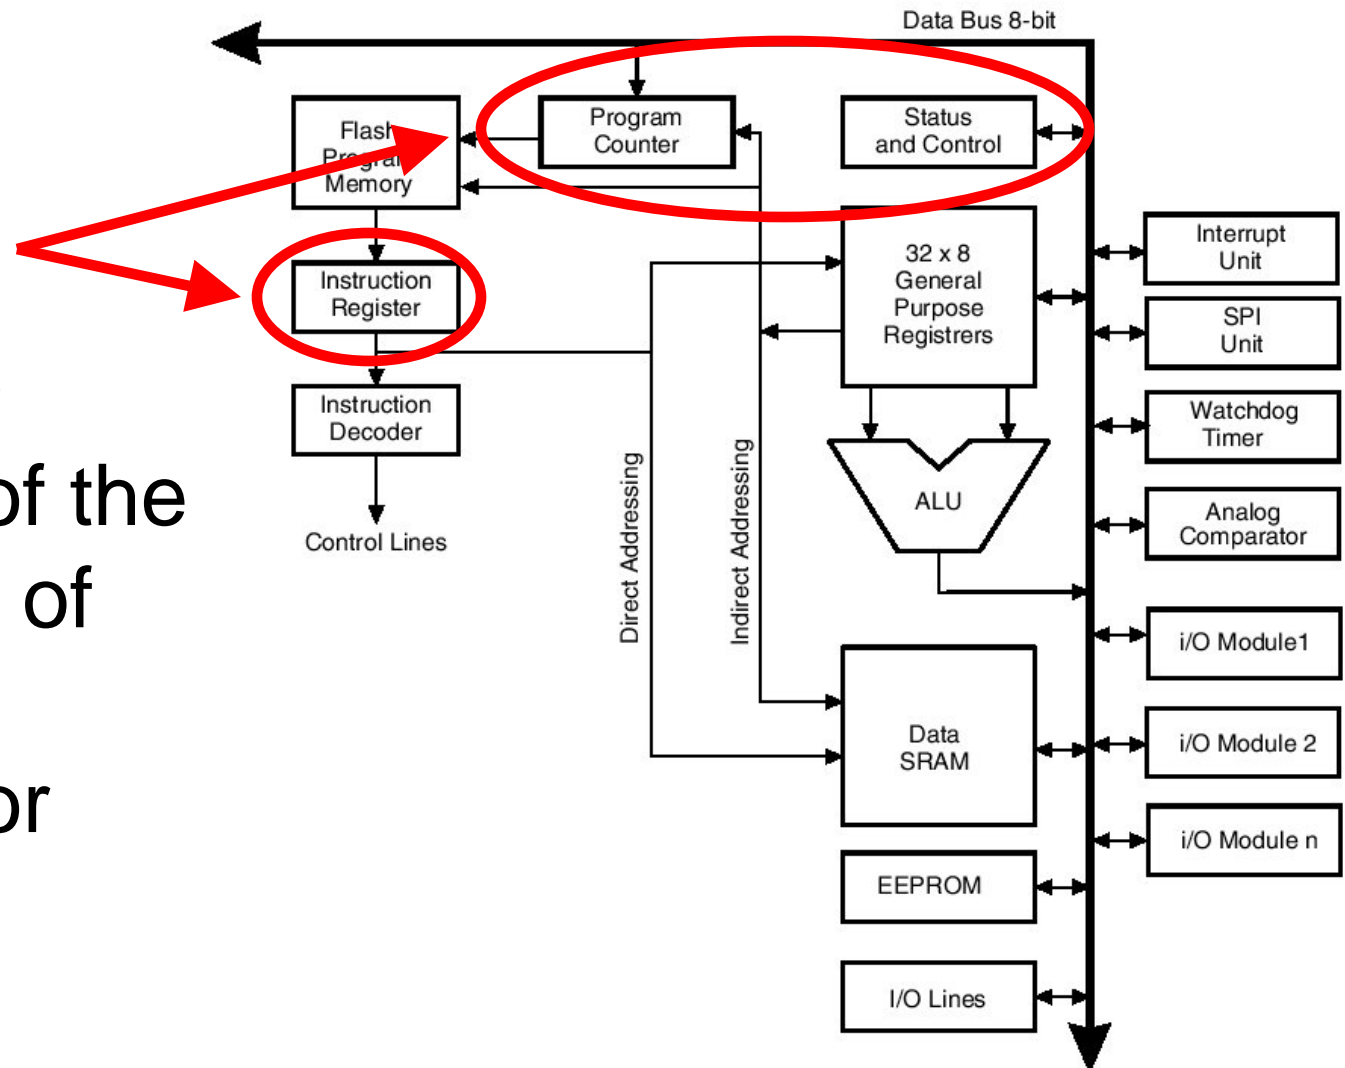 Data Bus 8-bit
Flash
Program
Memory
Program
Counter
Status
and Control
Instruction
Register
32 x 8
General
Purpose
Registrers
Interrupt
Unit
SPI
Unit
Instruction
Decoder
Watchdog
Timer
of the
of
or
Control Lines
Direct Addressing
Indirect Addressing
ALU
Analog
Comparator
i/O Module1
Data
SRAM
i/O Module 2
i/O Module n
EEPROM
I/O Lines